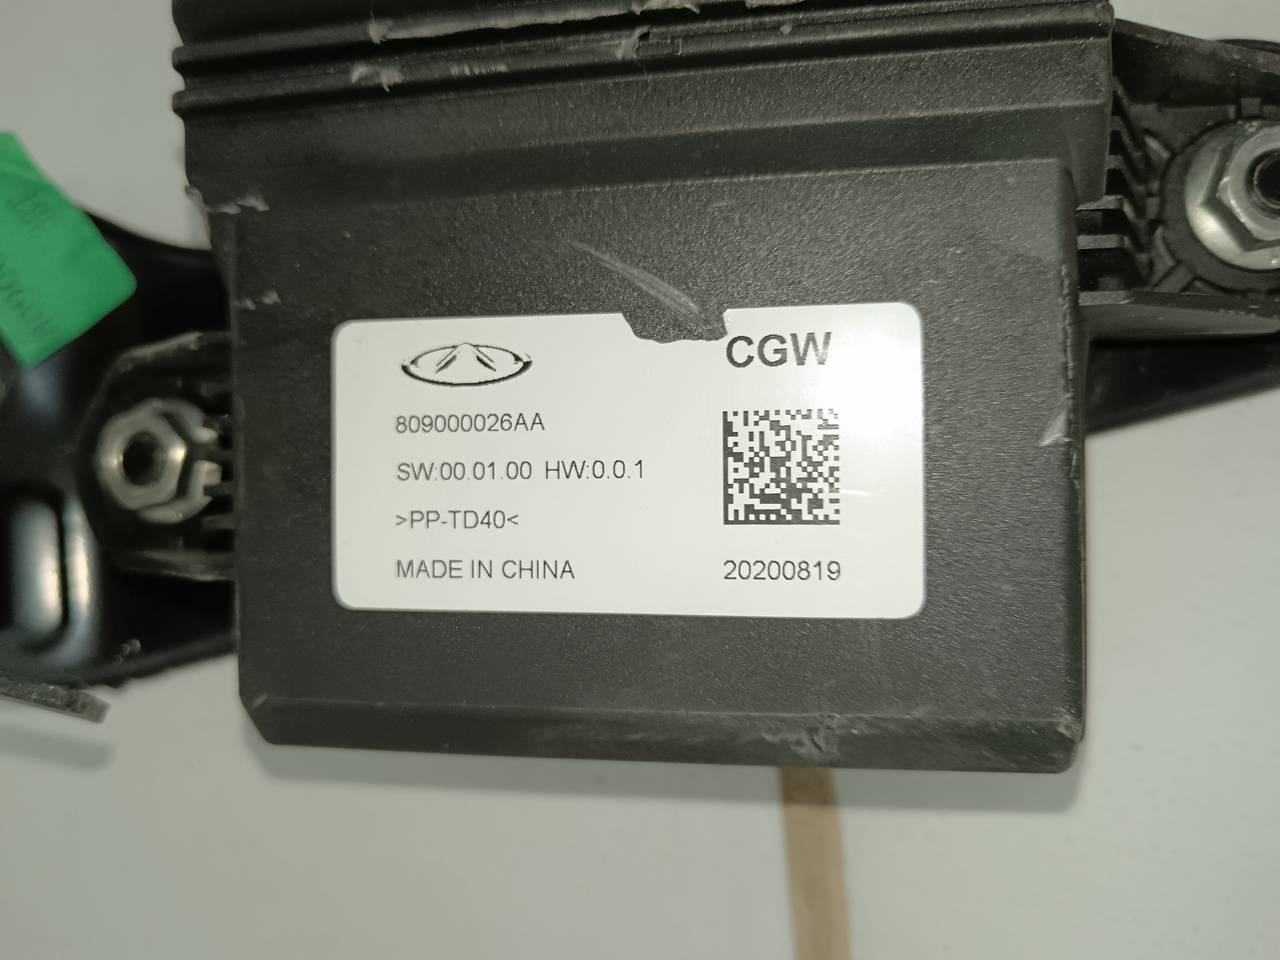 CGW
809000026AA
SW:00.01.00 HW:0.0.1
>PP-TD40<
MADE IN CHINA
20200819